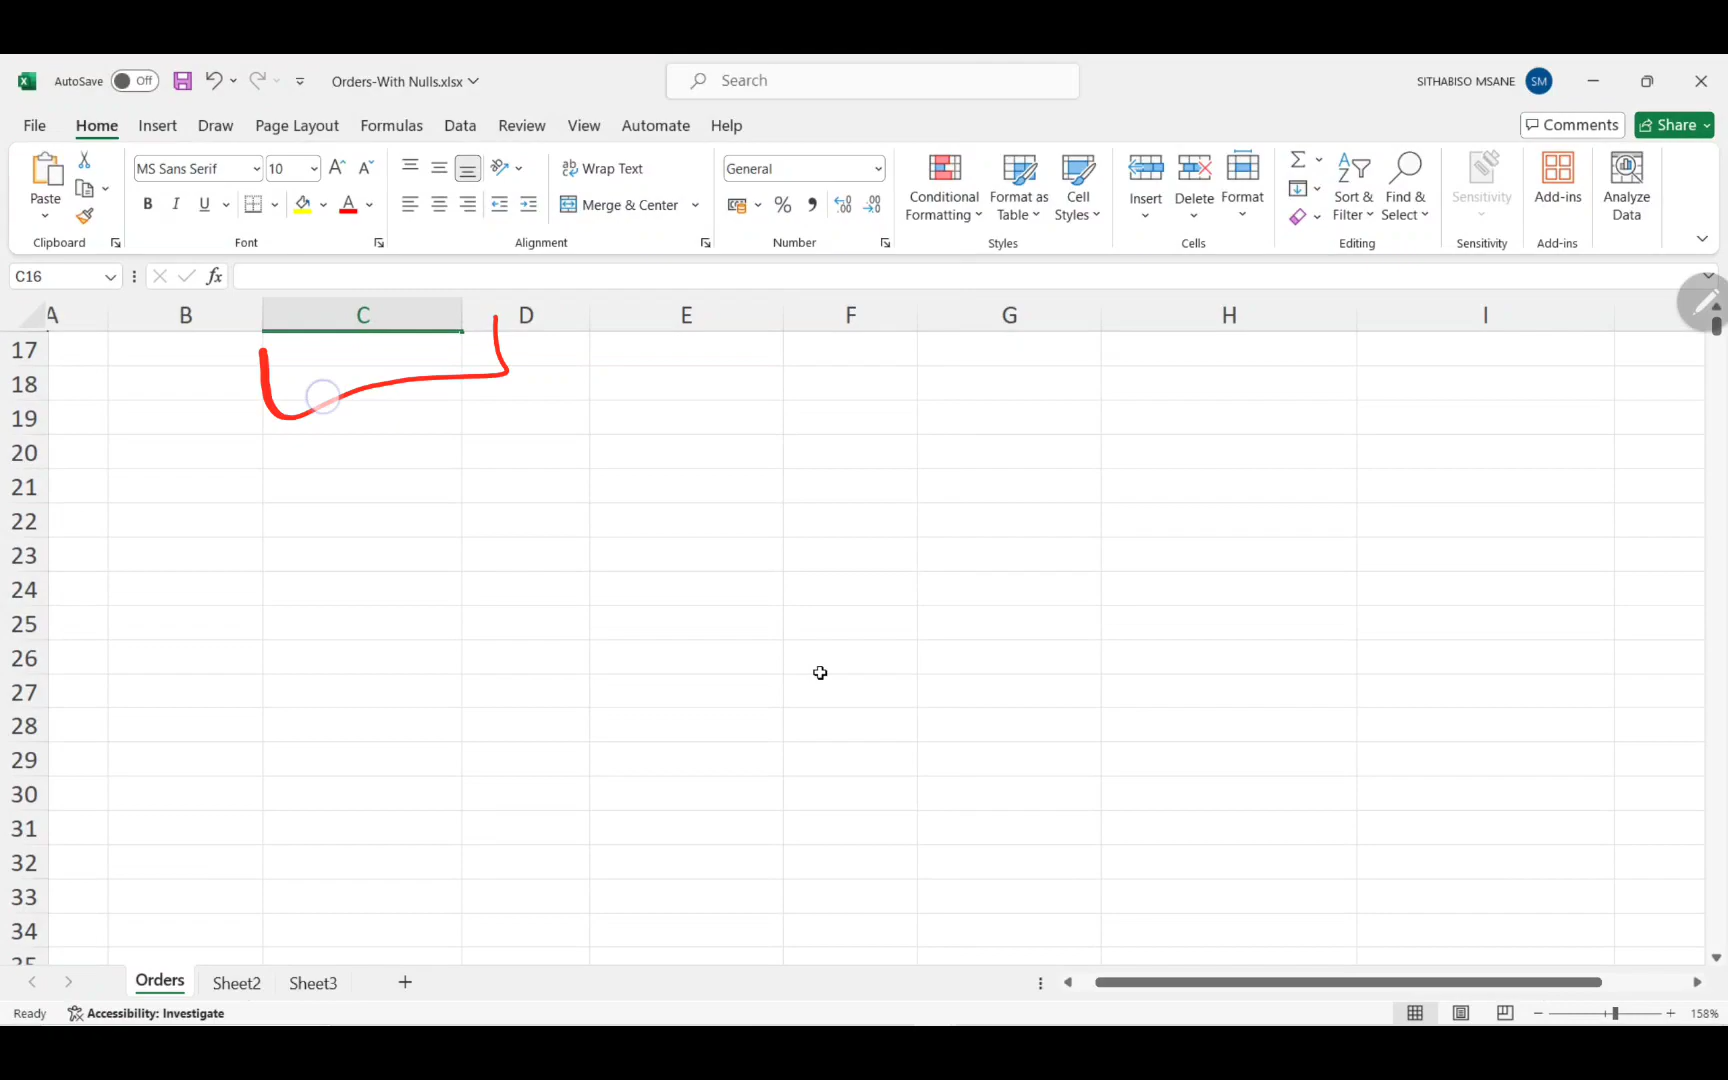 AutoSave Off Orders-With Nulls.xlsx Search SITHABISO MSANE SM
File Home Insert Draw Page Layout Formulas Data Review View Automate Help Comments Share
Paste MS Sans Serif 10 Wrap Text General Conditional Formatting Format as Table Cell Styles Insert Delete Format Sort & Filter Find & Select Sensitivity Add-ins Analyze Data
B I U A Merge & Center
Clipboard Font Alignment Number Styles Cells Editing Sensitivity Add-ins
C16 fx
A B C D E F G H I
17
18
19
20
21
22
23
24
25
26
27
28
29
30
31
32
33
34
35
Orders Sheet2 Sheet3
Ready Accessibility: Investigate 158%